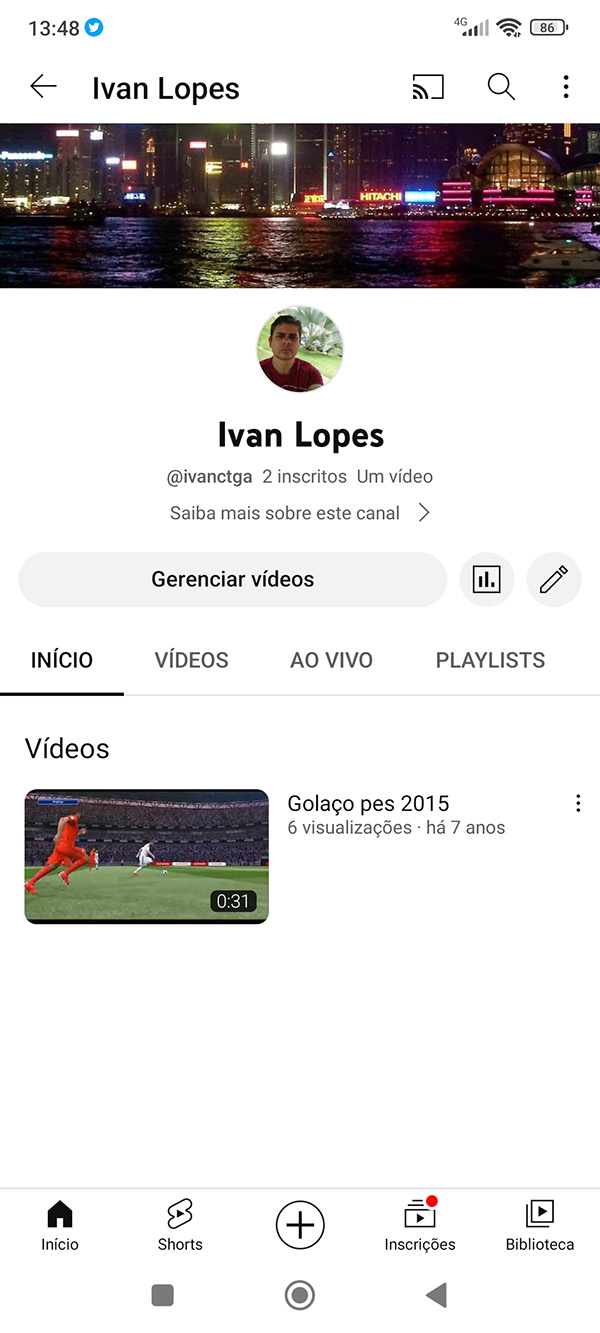 13:48 4G 86
Ivan Lopes
Panasonic
HITACHI
Ivan Lopes
@ivanctga 2 inscritos Um vídeo
Saiba mais sobre este canal
Gerenciar vídeos
INÍCIO VÍDEOS AO VIVO PLAYLISTS
Vídeos
Golaço pes 2015
6 visualizações · há 7 anos
0:31
Início Shorts Inscrições Biblioteca